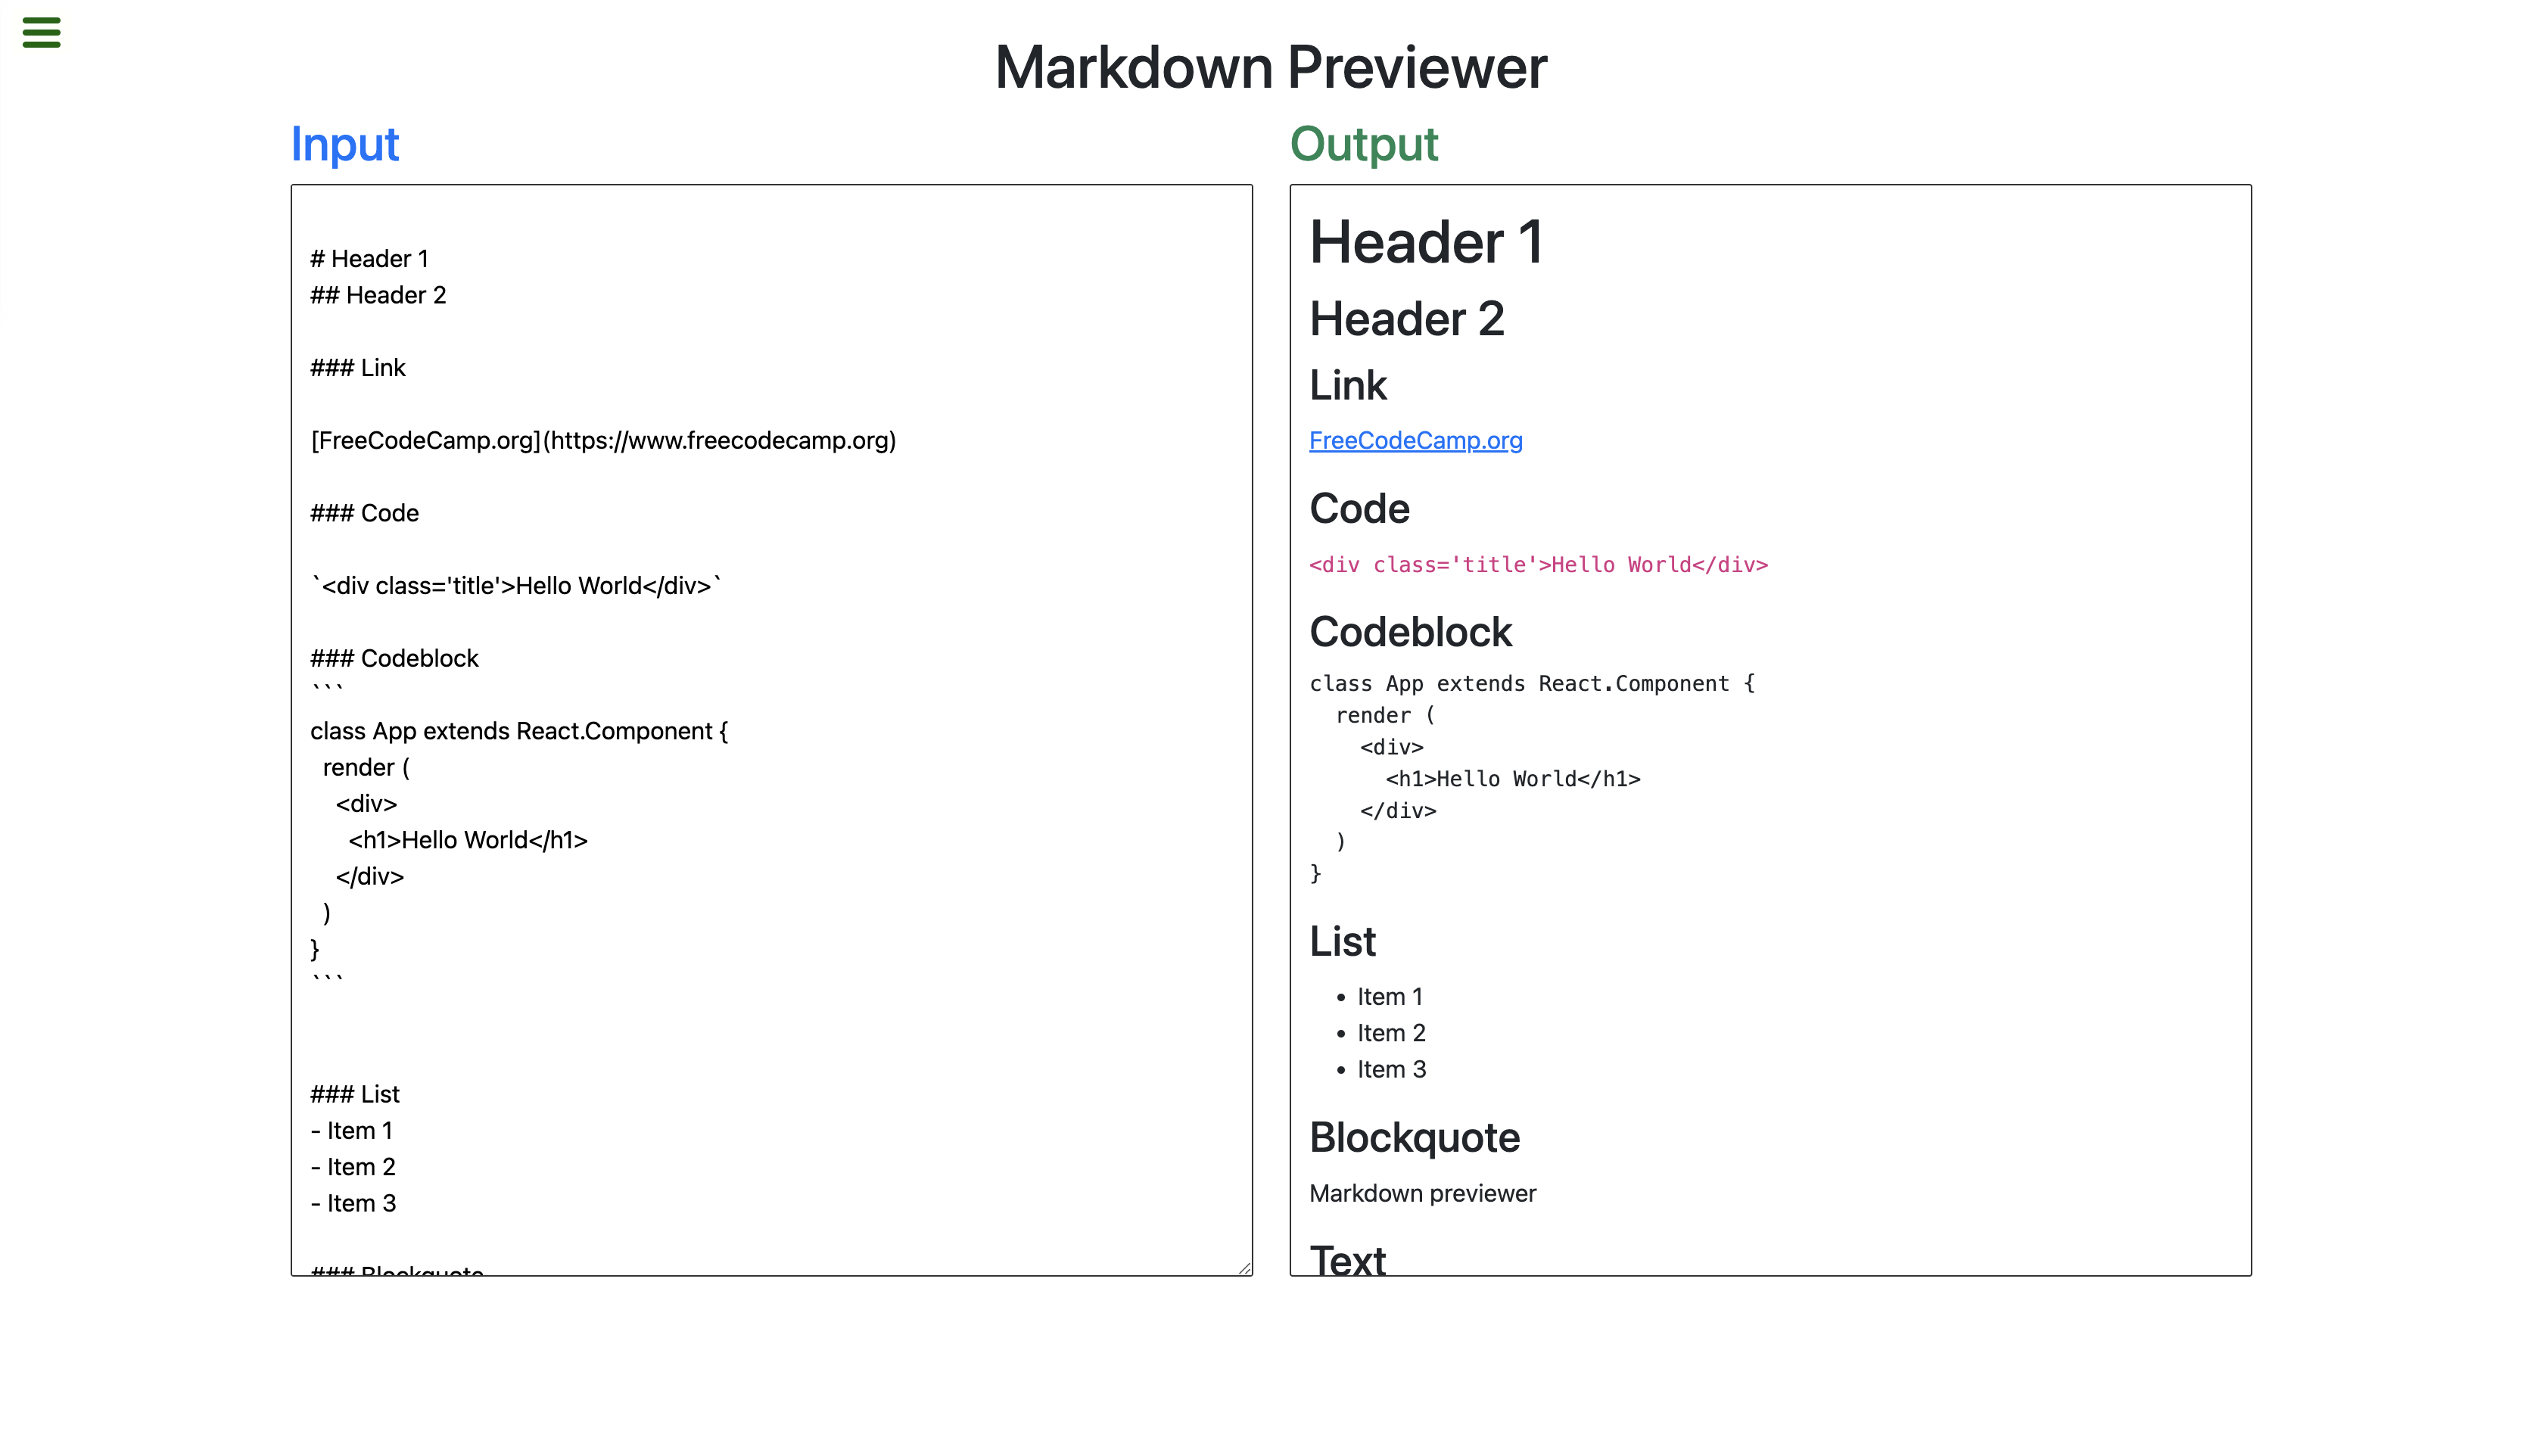 Markdown Previewer
Input
# Header 1
## Header 2
### Link
[FreeCodeCamp.org](https://www.freecodecamp.org)
### Code
`<div class='title'>Hello World</div>`
### Codeblock
```
class App extends React.Component {
  render (
    <div>
      <h1>Hello World</h1>
    </div>
  )
}
```
### List
- Item 1
- Item 2
- Item 3
### Blockquote
Output
Header 1
Header 2
Link
FreeCodeCamp.org
Code
<div class='title'>Hello World</div>
Codeblock
class App extends React.Component {
  render (
    <div>
      <h1>Hello World</h1>
    </div>
  )
}
List
• Item 1
• Item 2
• Item 3
Blockquote
Markdown previewer
Text